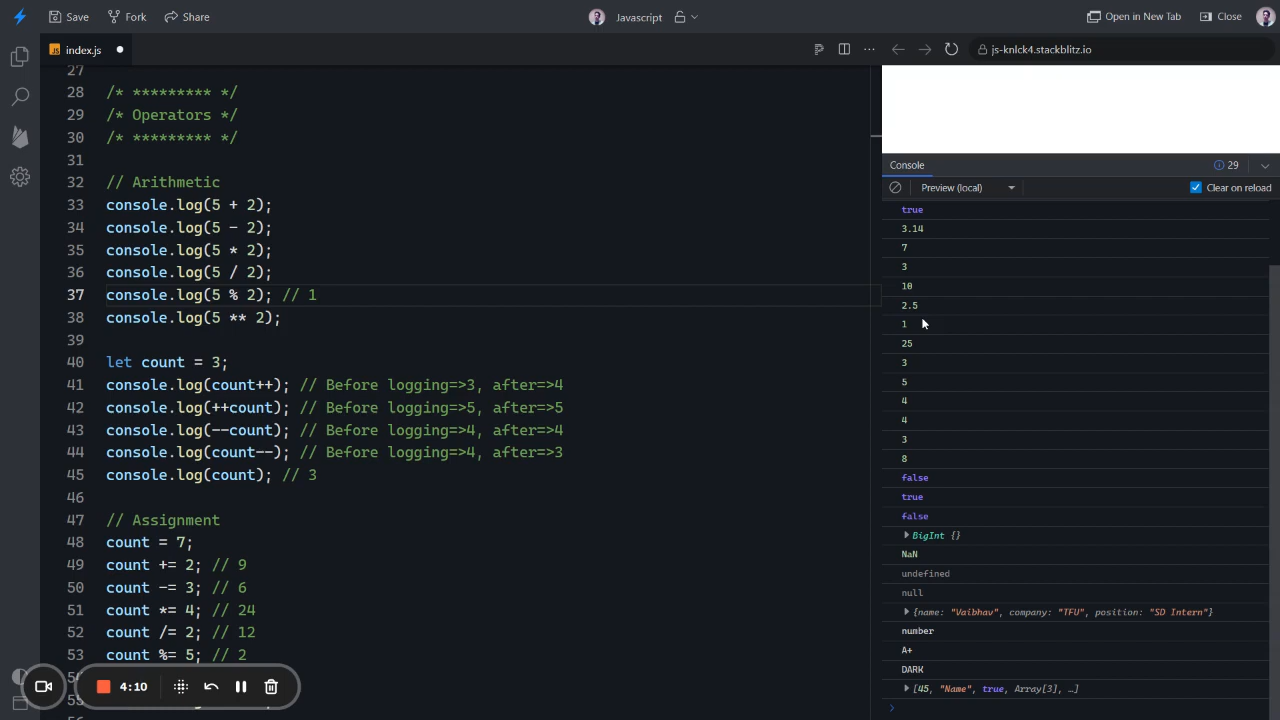 Save Fork Share Javascript Open in New Tab Close
JS index.js js-knlck4.stackblitz.io
27
28 /* ********* */
29 /* Operators */
30 /* ********* */
31
32 // Arithmetic
33 console.log(5 + 2);
34 console.log(5 - 2);
35 console.log(5 * 2);
36 console.log(5 / 2);
37 console.log(5 % 2); // 1
38 console.log(5 ** 2);
39
40 let count = 3;
41 console.log(count++); // Before logging=>3, after=>4
42 console.log(++count); // Before logging=>5, after=>5
43 console.log(--count); // Before logging=>4, after=>4
44 console.log(count--); // Before logging=>4, after=>3
45 console.log(count); // 3
46
47 // Assignment
48 count = 7;
49 count += 2; // 9
50 count -= 3; // 6
51 count *= 4; // 24
52 count /= 2; // 12
53 count %= 5; // 2
4:10
Console 29
Preview (local) Clear on reload
true
3.14
7
3
10
2.5
1
25
3
5
4
4
3
8
false
true
false
BigInt {}
NaN
undefined
null
{name: "Vaibhav", company: "TFU", position: "SD Intern"}
number
A+
DARK
[45, "Name", true, Array[3], …]